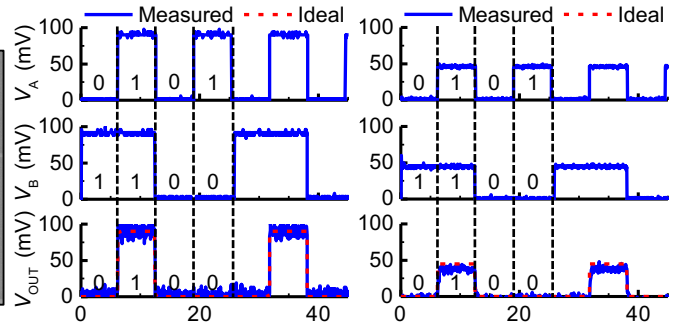 Measured Ideal Measured Ideal
V_A (mV) 100 50 0 0 1 0 1 100 50 0 0 1 0 1
V_B (mV) 100 50 0 1 1 0 0 100 50 0 1 1 0 0
V_OUT (mV) 100 50 0 0 1 0 0 100 50 0 0 1 0 0
0 20 40 0 20 40